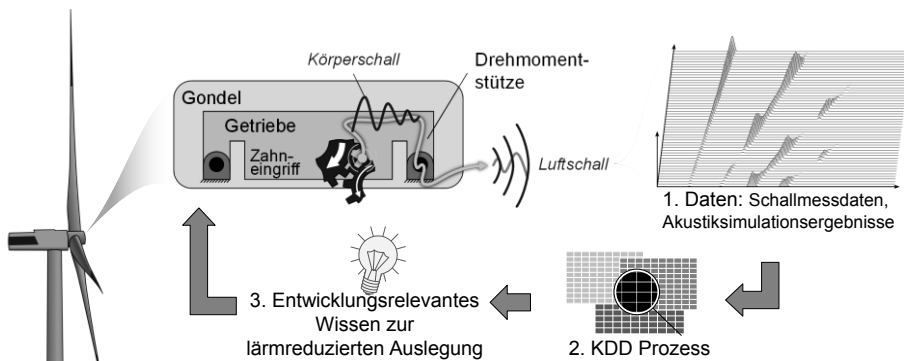 Körperschall
Drehmoment-
stütze
Gondel
Getriebe
Zahn-
eingriff
Luftschall
1. Daten: Schallmessdaten,
Akustiksimulationsergebnisse
2. KDD Prozess
3. Entwicklungsrelevantes
Wissen zur
lärmreduzierten Auslegung